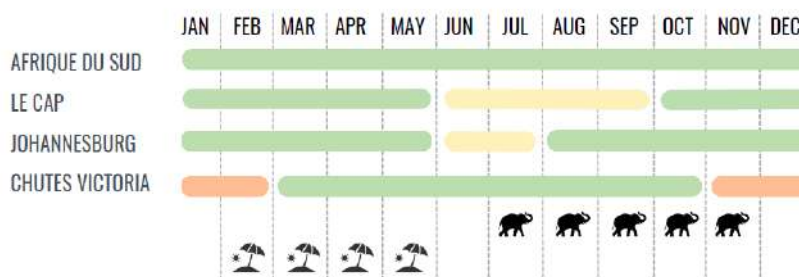 JAN FEB MAR APR MAY JUN JUL AUG SEP OCT NOV DEC
AFRIQUE DU SUD
LE CAP
JOHANNESBURG
CHUTES VICTORIA